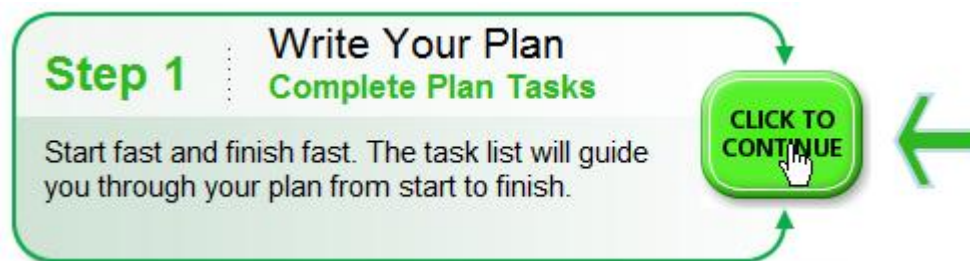 Step 1
Write Your Plan
Complete Plan Tasks
Start fast and finish fast. The task list will guide
you through your plan from start to finish.
CLICK TO
CONTINUE